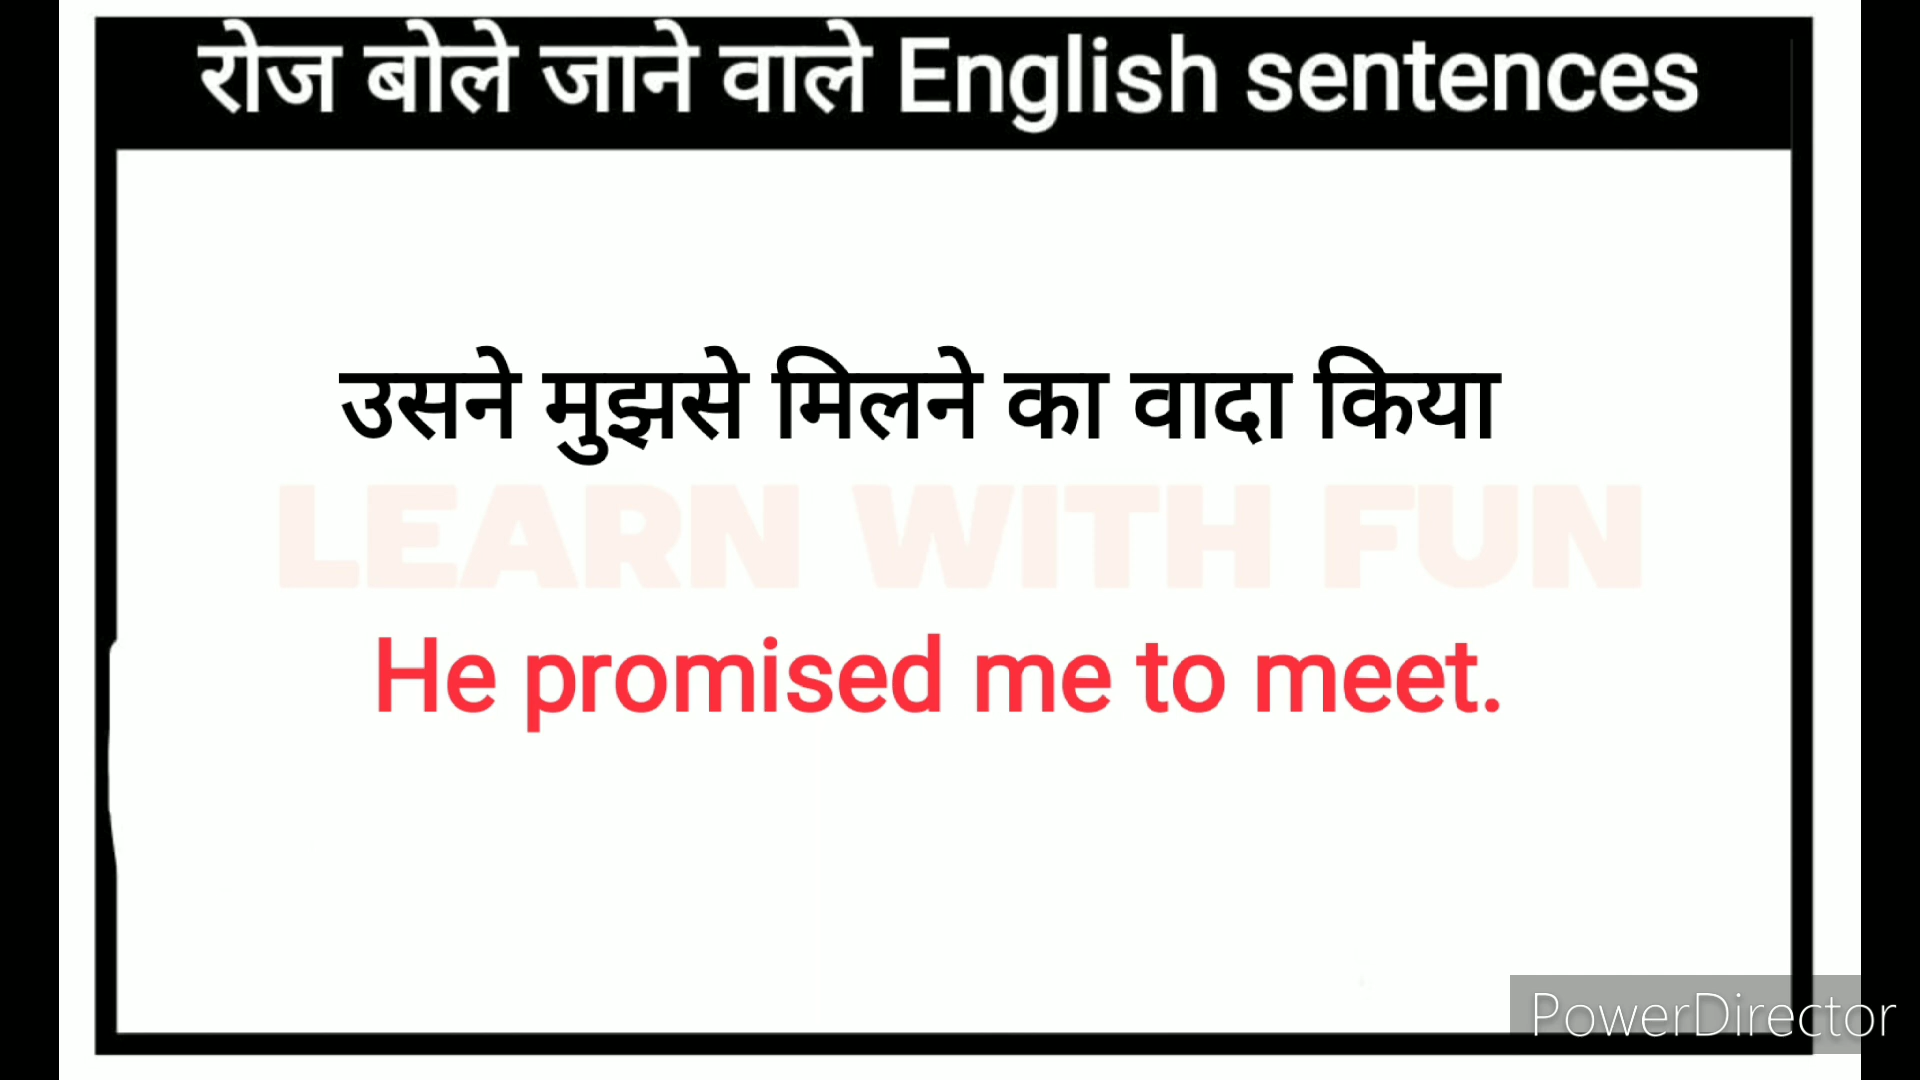 रोज बोले जाने वाले English sentences
उसने मुझसे मिलने का वादा किया
LEARN WITH FUN
He promised me to meet.
PowerDirector